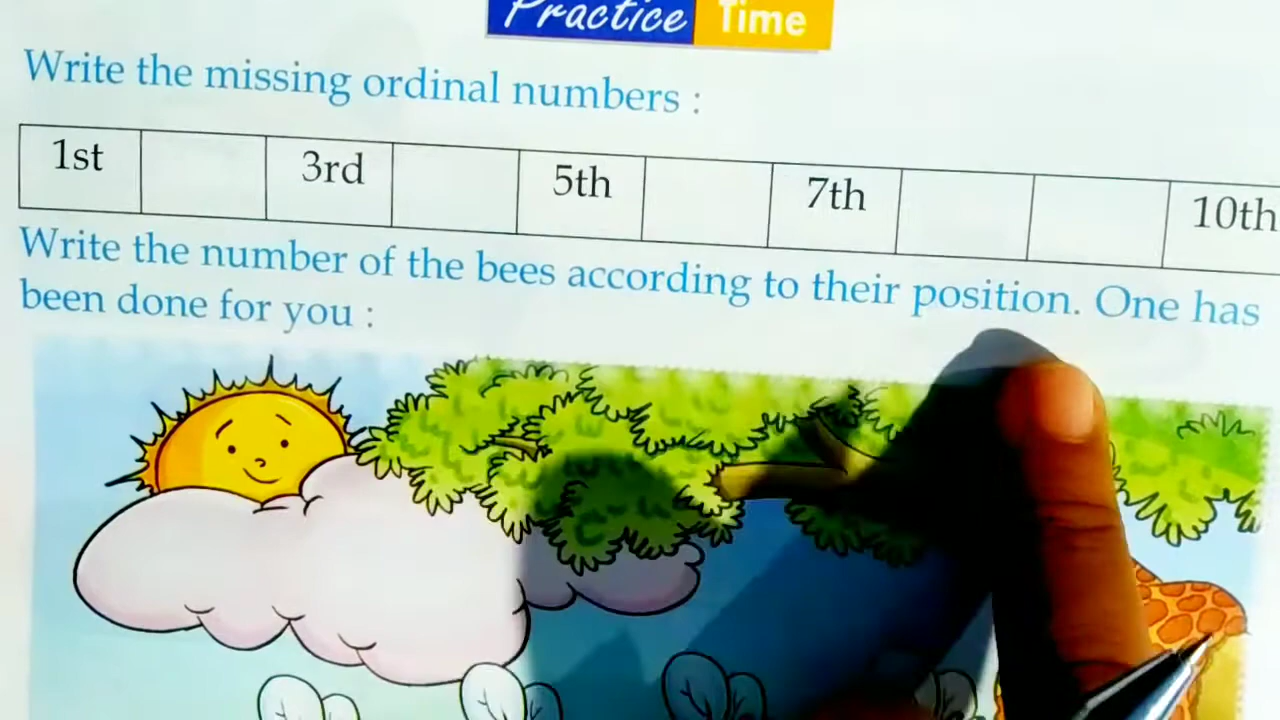 Practice Time
Write the missing ordinal numbers :
1st 3rd 5th 7th 10th
Write the number of the bees according to their position. One has
been done for you :